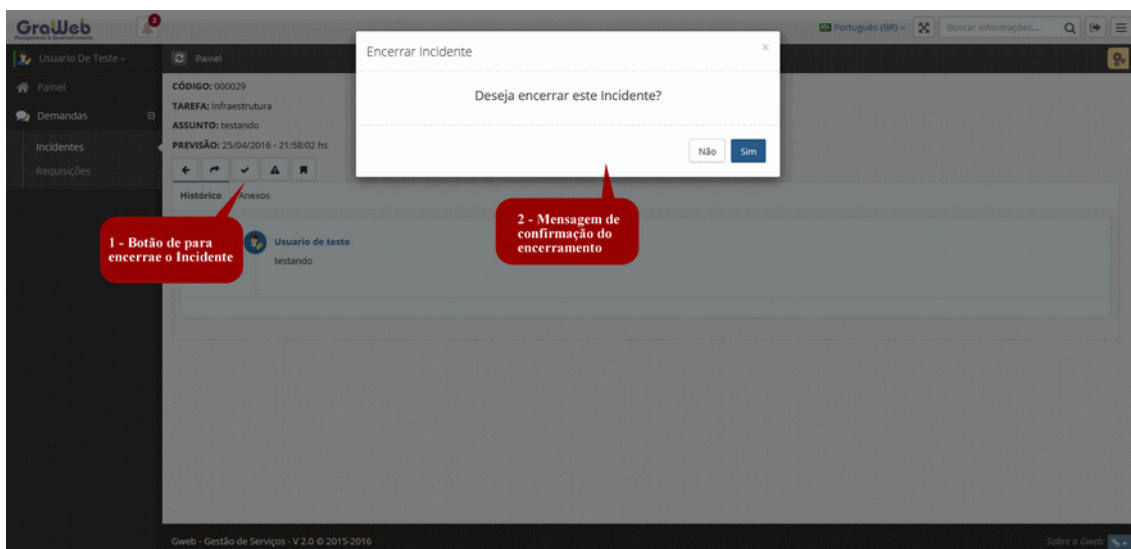 GraWeb
Planejamento & Desenvolvimento
2
Português (BR)
Buscar informações...
Usuario De Teste
Painel
Painel
Demandas
Incidentes
Requisições
CÓDIGO: 000029
TAREFA: Infraestrutura
ASSUNTO: testando
PREVISÃO: 25/04/2016 - 21:58:02 hs
Encerrar Incidente
×
Deseja encerrar este Incidente?
Não
Sim
Histórico
Anexos
1 - Botão de para
encerrae o Incidente
Usuario de teste
testando
2 - Mensagem de
confirmação do
encerramento
Gweb - Gestão de Serviços - V 2.0 © 2015-2016
Sobre o Gweb: